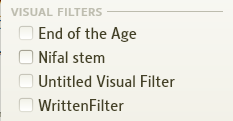 VISUAL FILTERS
End of the Age
Nifal stem
Untitled Visual Filter
WrittenFilter